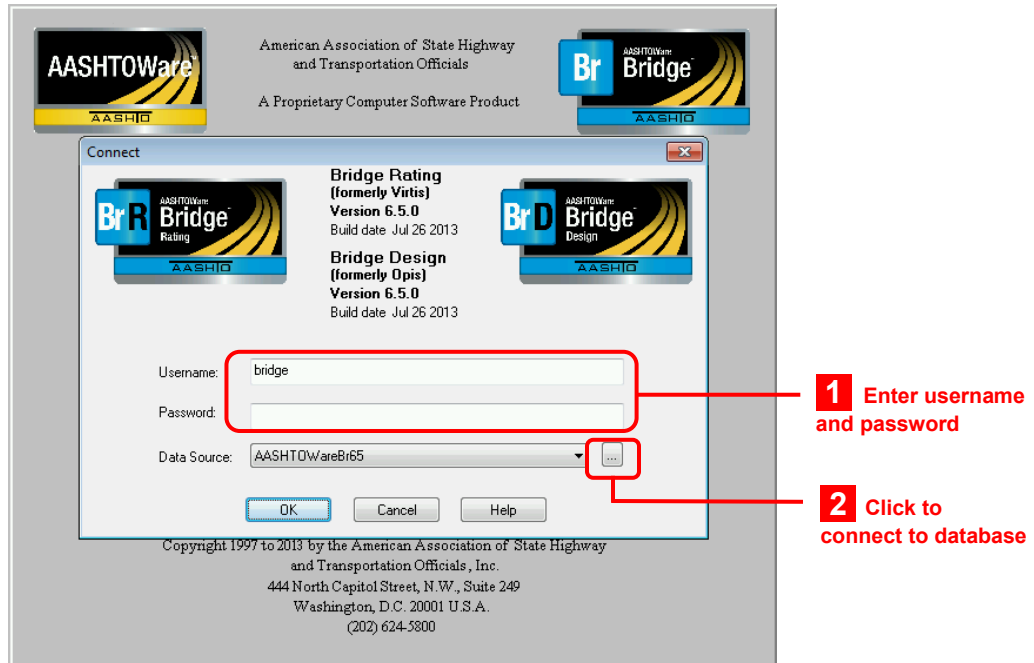 AASHTOWare™
AASHTO
American Association of State Highway
and Transportation Officials
A Proprietary Computer Software Product
Br
AASHTOWare
Bridge™
AASHTO
Connect
BrR
AASHTOWare
Bridge™
Rating
AASHTO
Bridge Rating
(formerly Virtis)
Version 6.5.0
Build date Jul 26 2013
Bridge Design
(formerly Opis)
Version 6.5.0
Build date Jul 26 2013
BrD
AASHTOWare
Bridge™
Design
AASHTO
Username: bridge
Password:
Data Source: AASHTOWareBr65 ...
OK Cancel Help
1 Enter username
and password
2 Click to
connect to database
Copyright 1997 to 2013 by the American Association of State Highway
and Transportation Officials, Inc.
444 North Capitol Street, N.W., Suite 249
Washington, D.C. 20001 U.S.A.
(202) 624-5800